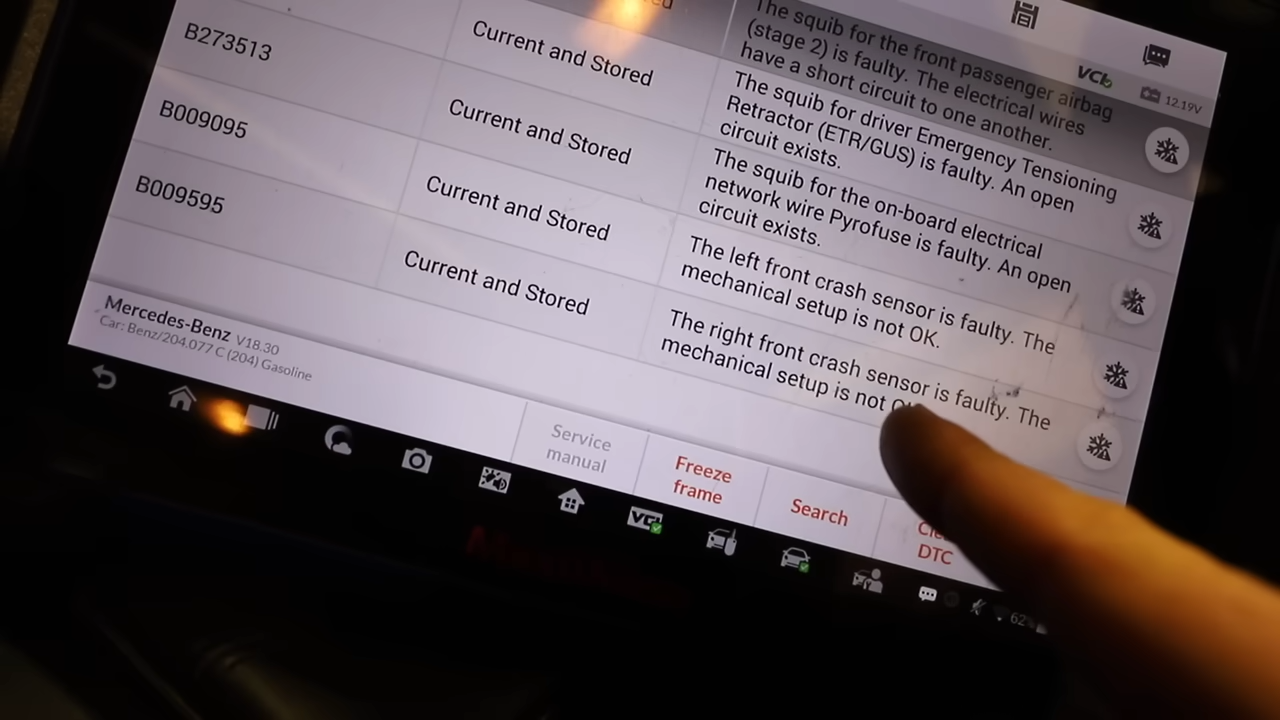 The squib for the front passenger airbag
(stage 2) is faulty. The electrical wires
have a short circuit to one another.
B273513
Current and Stored
The squib for driver Emergency Tensioning
Retractor (ETR/GUS) is faulty. An open
circuit exists.
B009095
Current and Stored
The squib for the on-board electrical
network wire Pyrofuse is faulty. An open
circuit exists.
B009595
Current and Stored
The left front crash sensor is faulty. The
mechanical setup is not OK.
Current and Stored
The right front crash sensor is faulty. The
mechanical setup is not
VCI
12.19V
Mercedes-Benz V18.30
Car: Benz/204.077 C (204) Gasoline
Service
manual
Freeze
frame
Search
DTC
VCI
62